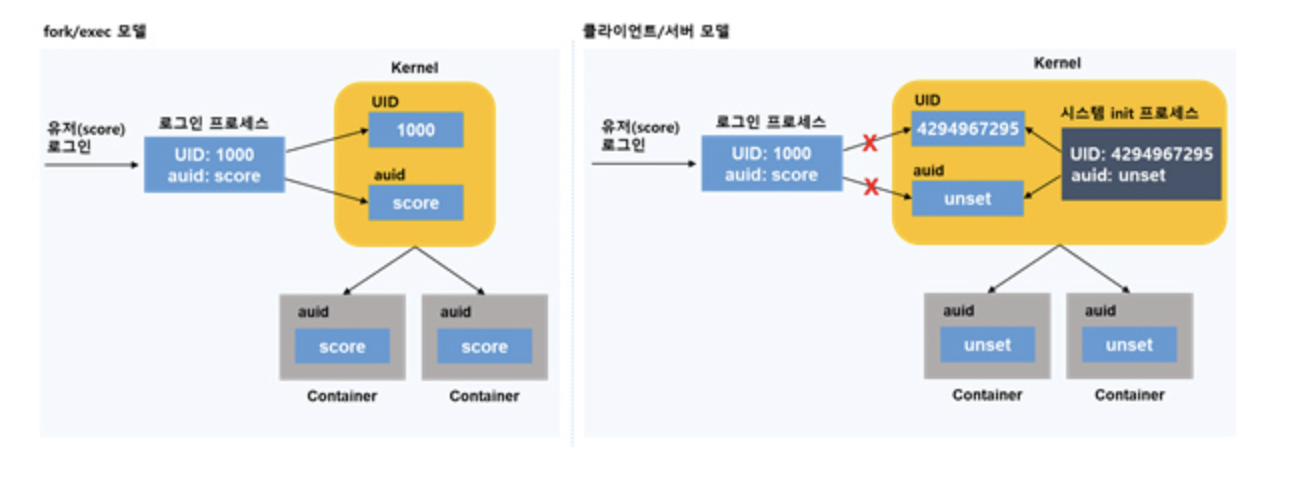 fork/exec 모델
Kernel
유저(score)
로그인
로그인 프로세스
UID: 1000
auid: score
UID
1000
auid
score
auid
score
Container
auid
score
Container
클라이언트/서버 모델
Kernel
유저(score)
로그인
로그인 프로세스
UID: 1000
auid: score
X
X
UID
4294967295
auid
unset
시스템 init 프로세스
UID: 4294967295
auid: unset
auid
unset
Container
auid
unset
Container